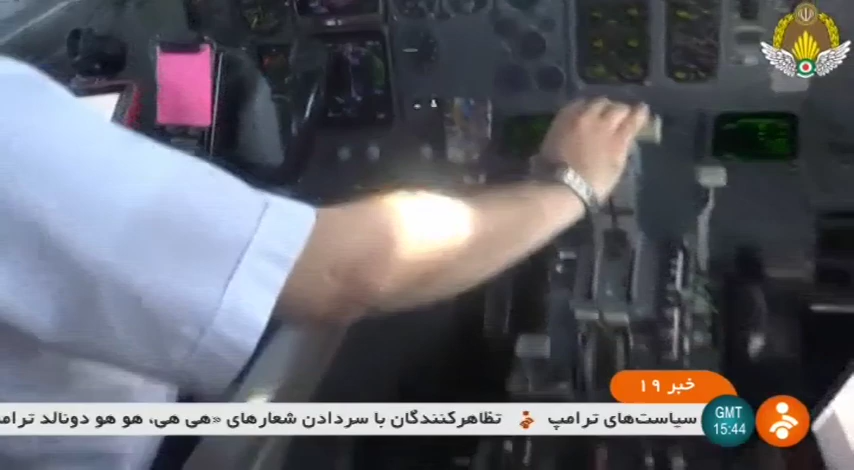 خبر ۱۹
سیاست‌های ترامپ تظاهرکنندگان با سردادن شعارهای «هی هی، هو هو دونالد ترامپ
GMT
15:44